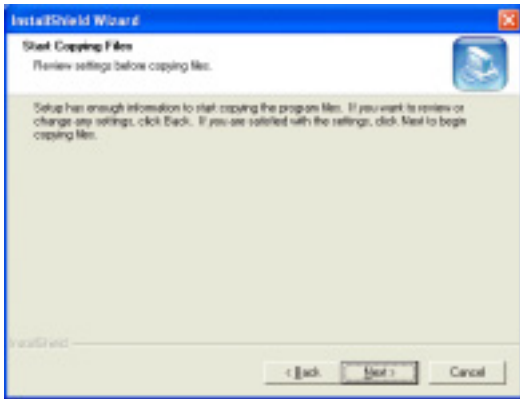 InstallShield Wizard
Start Copying Files
Review settings before copying files.
Setup has enough information to start copying the program files.  If you want to review or
change any settings, click Back.  If you are satisfied with the settings, click Next to begin
copying files.
InstallShield
< Back
Next >
Cancel